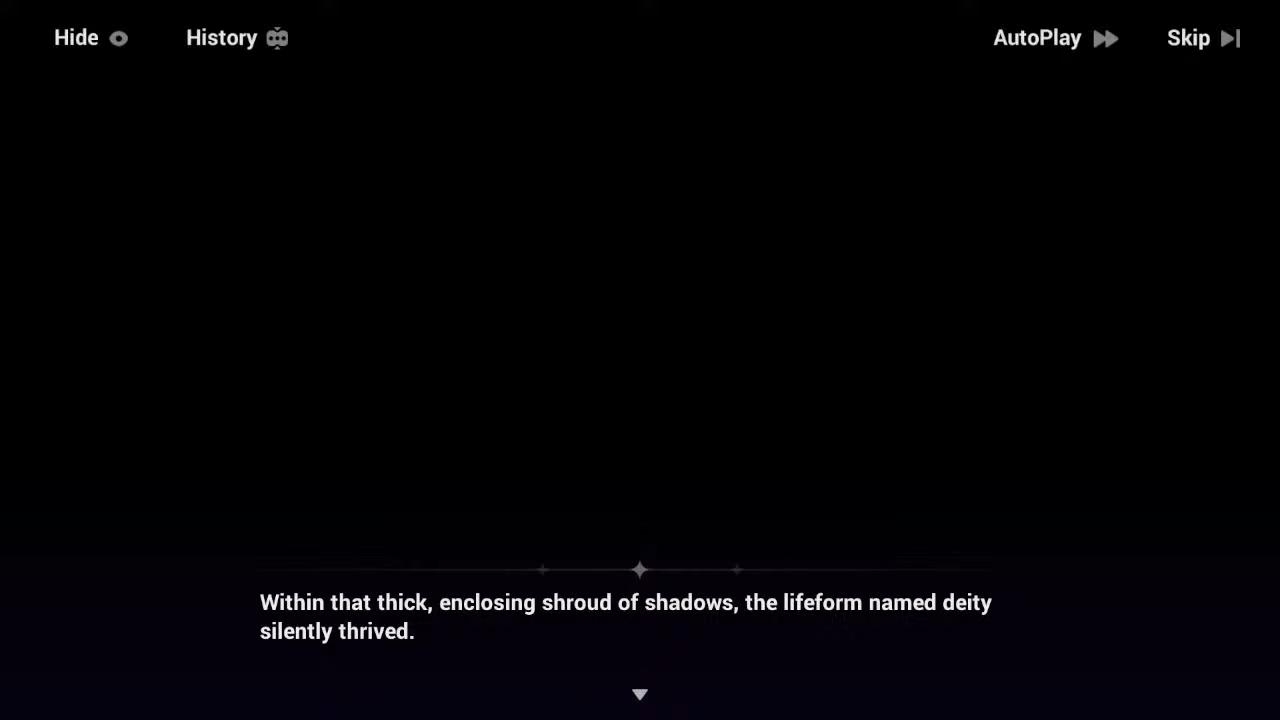 Hide
History
AutoPlay
Skip
Within that thick, enclosing shroud of shadows, the lifeform named deity
silently thrived.